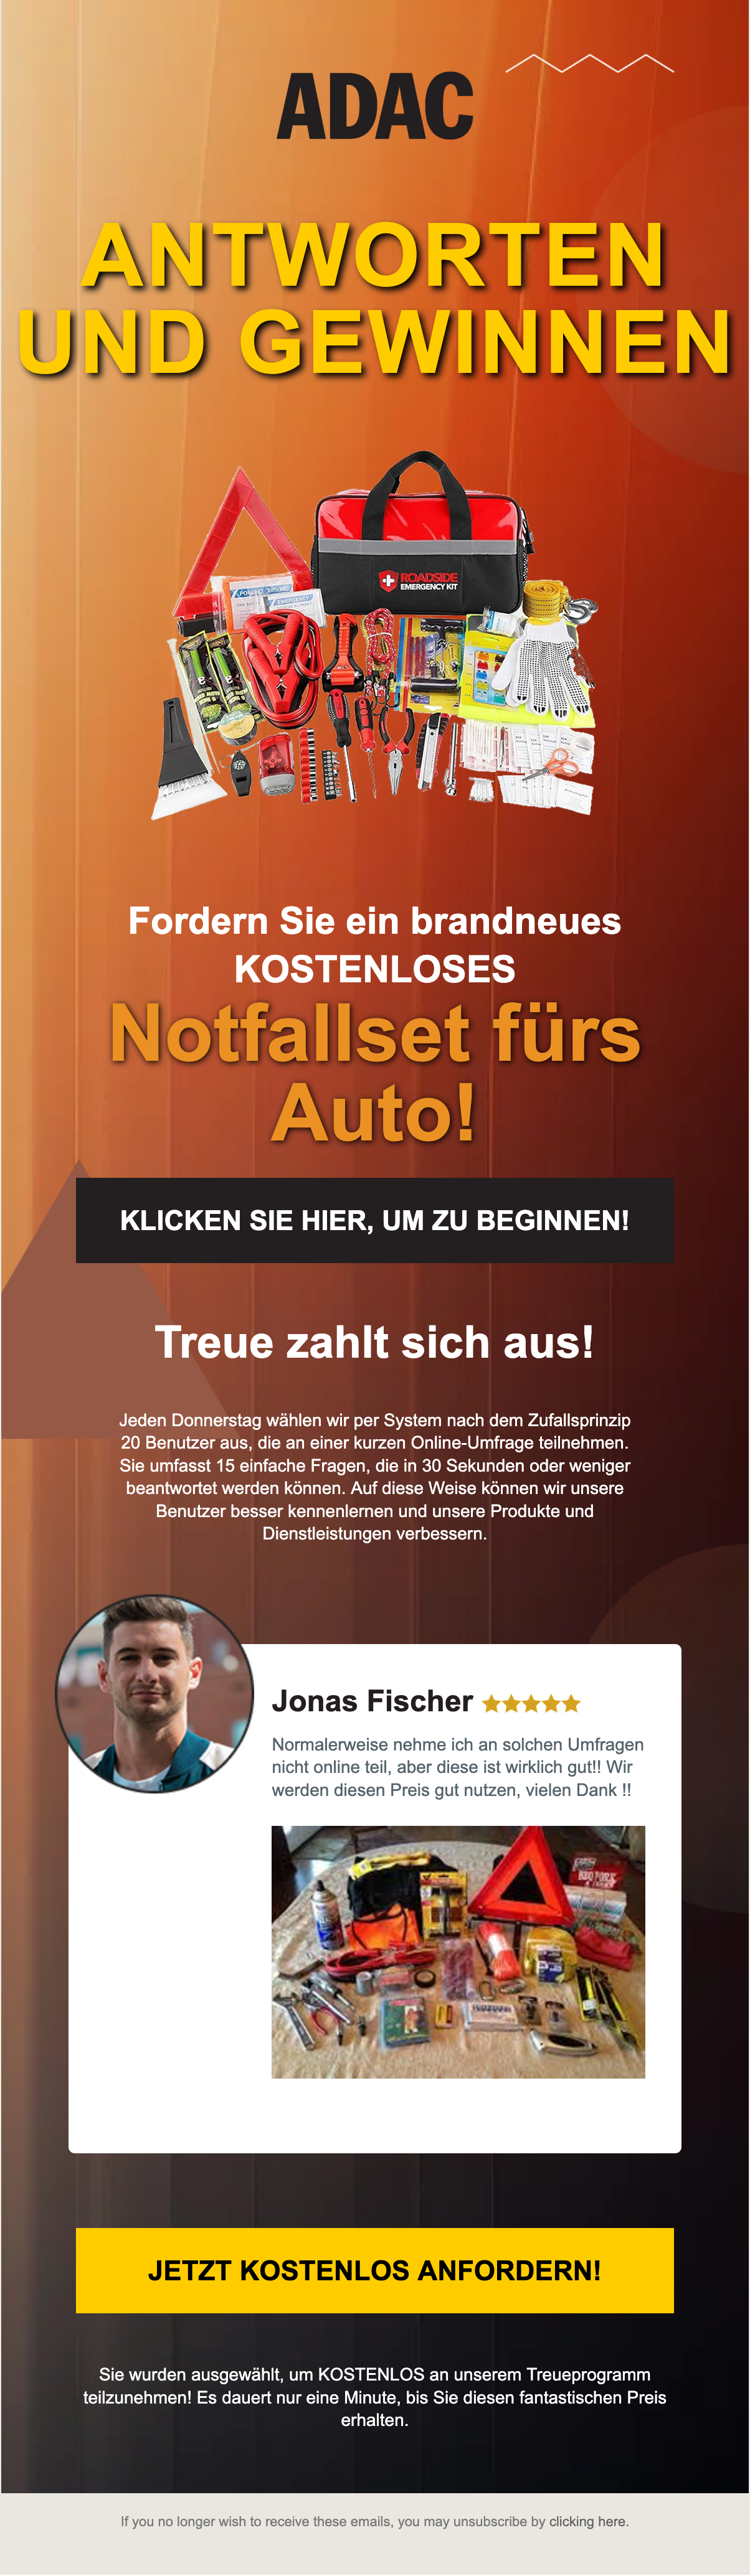 ADAC
ANTWORTEN
UND GEWINNEN
ROADSIDE
EMERGENCY KIT
Fordern Sie ein brandneues
KOSTENLOSES
Notfallset fürs
Auto!
KLICKEN SIE HIER, UM ZU BEGINNEN!
Treue zahlt sich aus!
Jeden Donnerstag wählen wir per System nach dem Zufallsprinzip
20 Benutzer aus, die an einer kurzen Online-Umfrage teilnehmen.
Sie umfasst 15 einfache Fragen, die in 30 Sekunden oder weniger
beantwortet werden können. Auf diese Weise können wir unsere
Benutzer besser kennenlernen und unsere Produkte und
Dienstleistungen verbessern.
Jonas Fischer
Normalerweise nehme ich an solchen Umfragen
nicht online teil, aber diese ist wirklich gut!! Wir
werden diesen Preis gut nutzen, vielen Dank !!
JETZT KOSTENLOS ANFORDERN!
Sie wurden ausgewählt, um KOSTENLOS an unserem Treueprogramm
teilzunehmen! Es dauert nur eine Minute, bis Sie diesen fantastischen Preis
erhalten.
If you no longer wish to receive these emails, you may unsubscribe by clicking here.